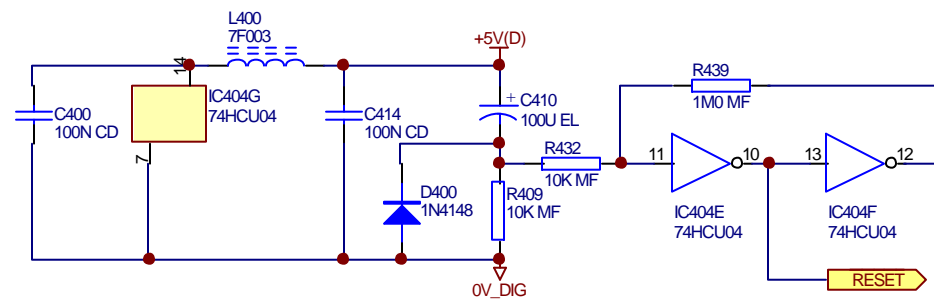 L400
7F003
+5V(D)
14
R439
1M0 MF
C400
100N CD
IC404G
74HCU04
C414
100N CD
C410
100U EL
+
7
R432
10K MF
11
10
13
12
D400
1N4148
R409
10K MF
IC404E
74HCU04
IC404F
74HCU04
0V_DIG
RESET